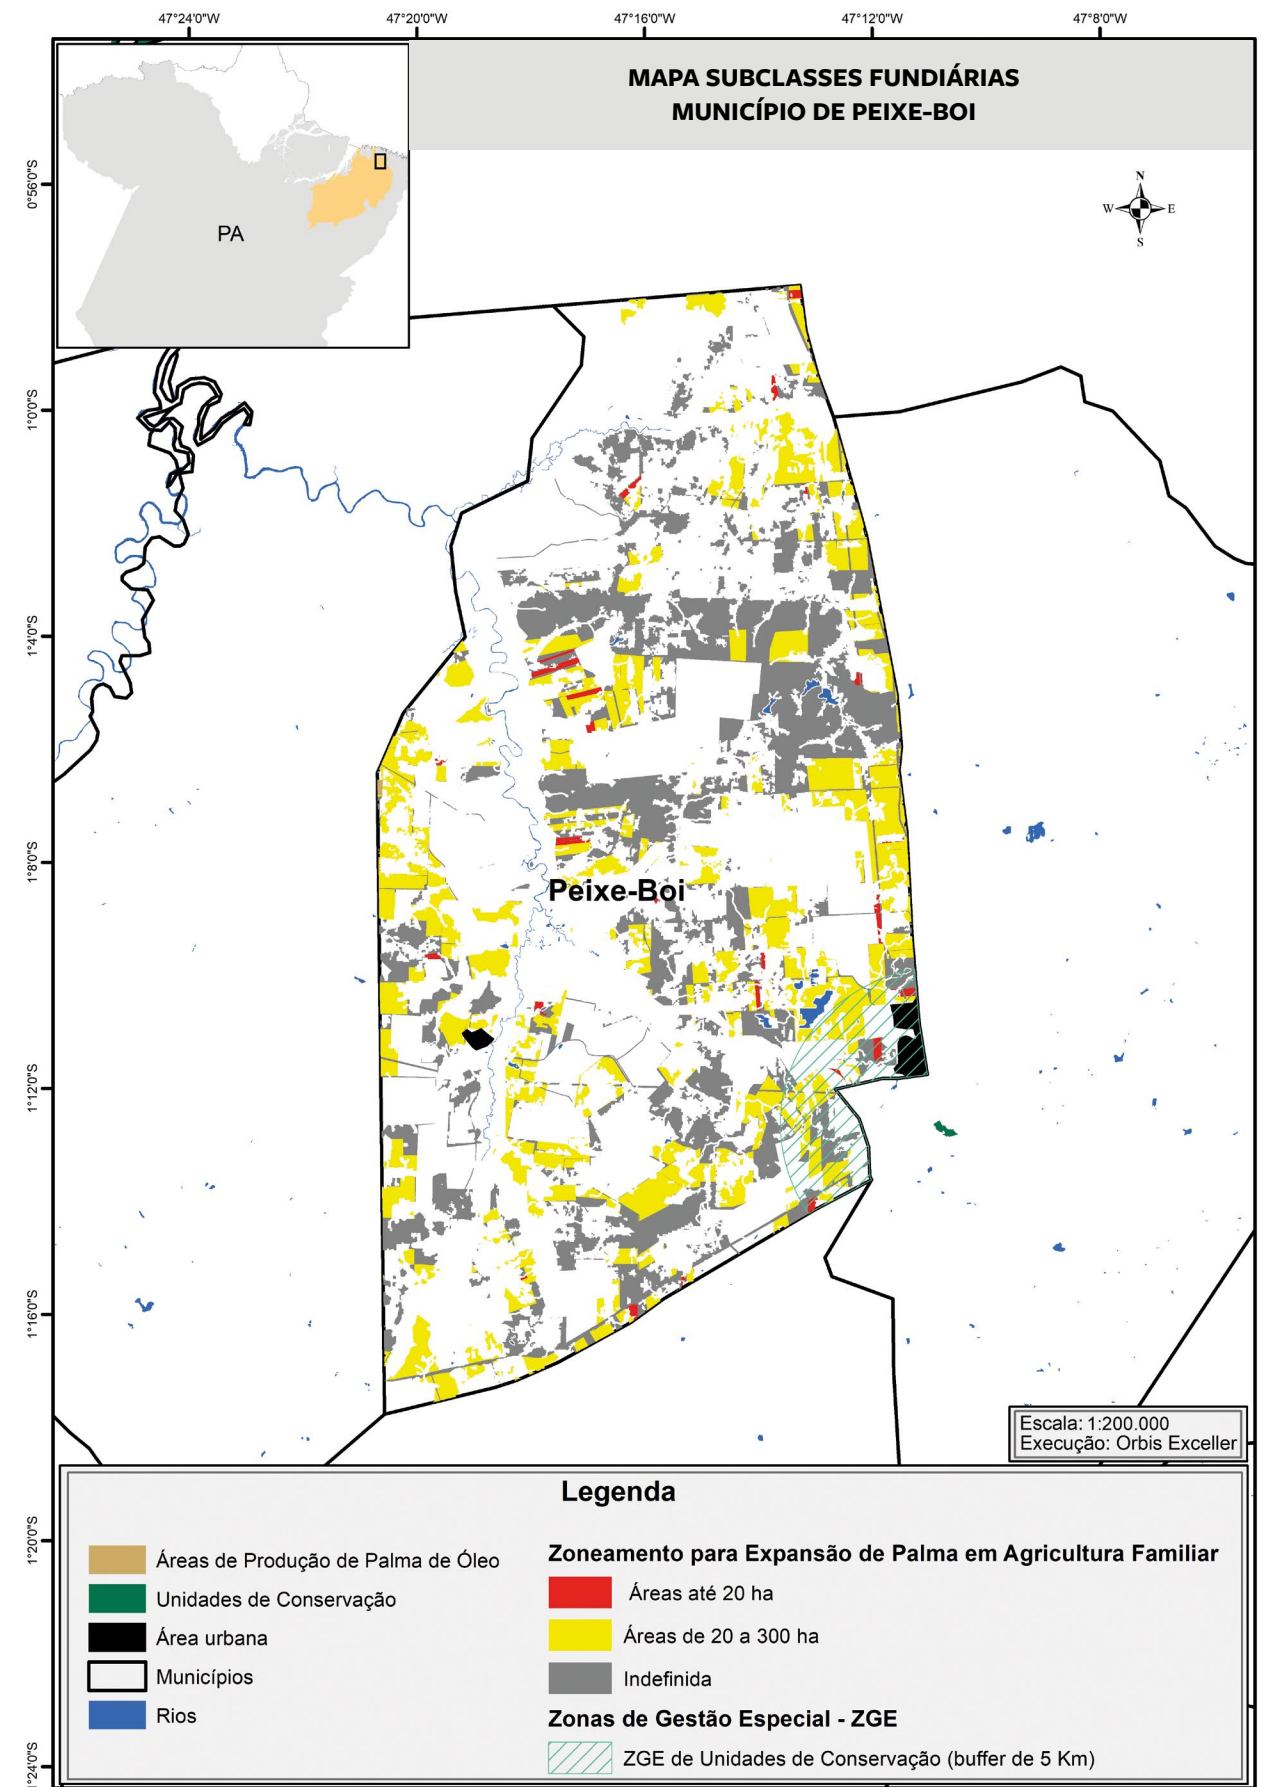 47°24'0"W
47°20'0"W
47°16'0"W
47°12'0"W
47°8'0"W
MAPA SUBCLASSES FUNDIÁRIAS
MUNICÍPIO DE PEIXE-BOI
0°56'0"S
N
W
E
S
PA
1°0'0"S
1°4'0"S
1°8'0"S
Peixe-Boi
1°12'0"S
1°16'0"S
Escala: 1:200.000
Execução: Orbis Exceller
Legenda
1°20'0"S
Áreas de Produção de Palma de Óleo
Unidades de Conservação
Área urbana
Municípios
Rios
Zoneamento para Expansão de Palma em Agricultura Familiar
Áreas até 20 ha
Áreas de 20 a 300 ha
Indefinida
Zonas de Gestão Especial - ZGE
ZGE de Unidades de Conservação (buffer de 5 Km)
1°24'0"S